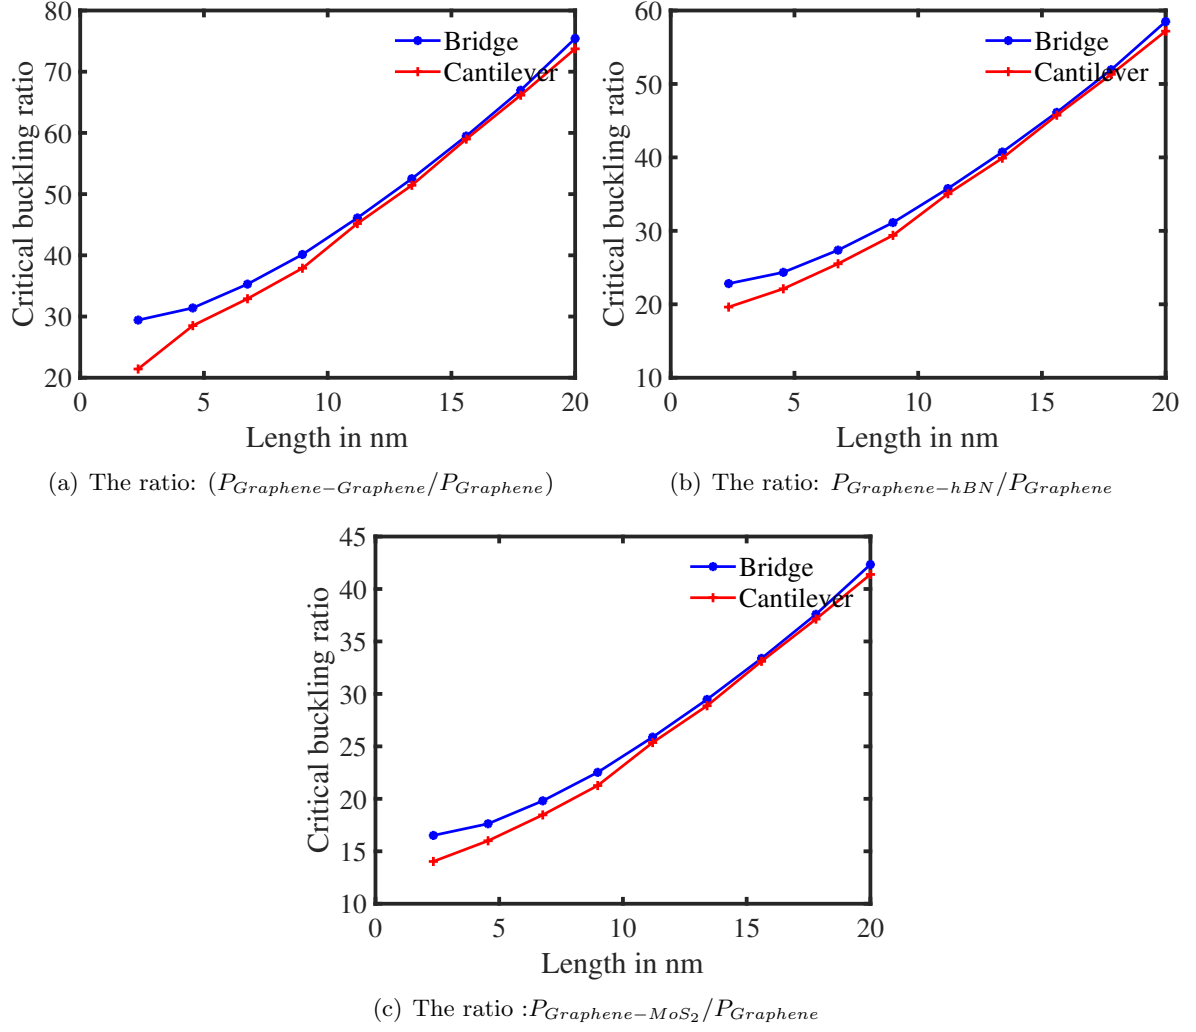 80
70
60
50
40
30
20
0
5
10
15
20
Critical buckling ratio
Length in nm
Bridge
Cantilever
(a) The ratio: (P_{Graphene−Graphene}/P_{Graphene})
60
50
40
30
20
10
0
5
10
15
20
Critical buckling ratio
Length in nm
Bridge
Cantilever
(b) The ratio: P_{Graphene−hBN}/P_{Graphene}
45
40
35
30
25
20
15
10
0
5
10
15
20
Critical buckling ratio
Length in nm
Bridge
Cantilever
(c) The ratio :P_{Graphene−MoS_2}/P_{Graphene}